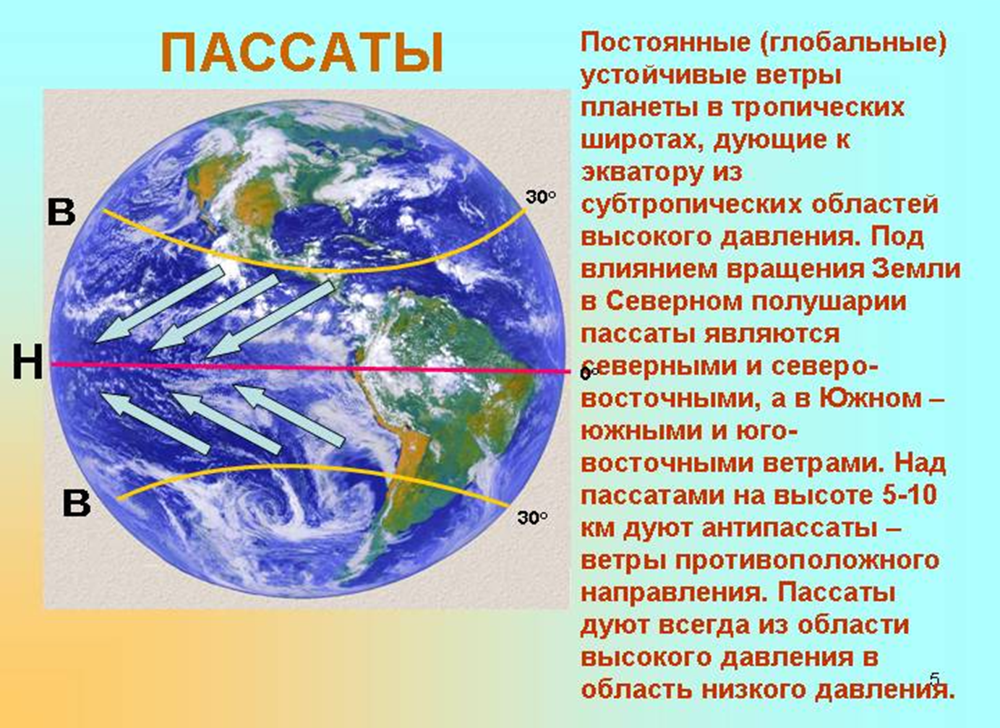 ПАССАТЫ
Постоянные (глобальные)
устойчивые ветры
планеты в тропических
широтах, дующие к
экватору из
субтропических областей
высокого давления. Под
влиянием вращения Земли
в Северном полушарии
пассаты являются
северными и северо-
восточными, а в Южном –
южными и юго-
восточными ветрами. Над
пассатами на высоте 5-10
км дуют антипассаты –
ветры противоположного
направления. Пассаты
дуют всегда из области
высокого давления в
область низкого давления.
В
30°
Н
0°
В
30°
5